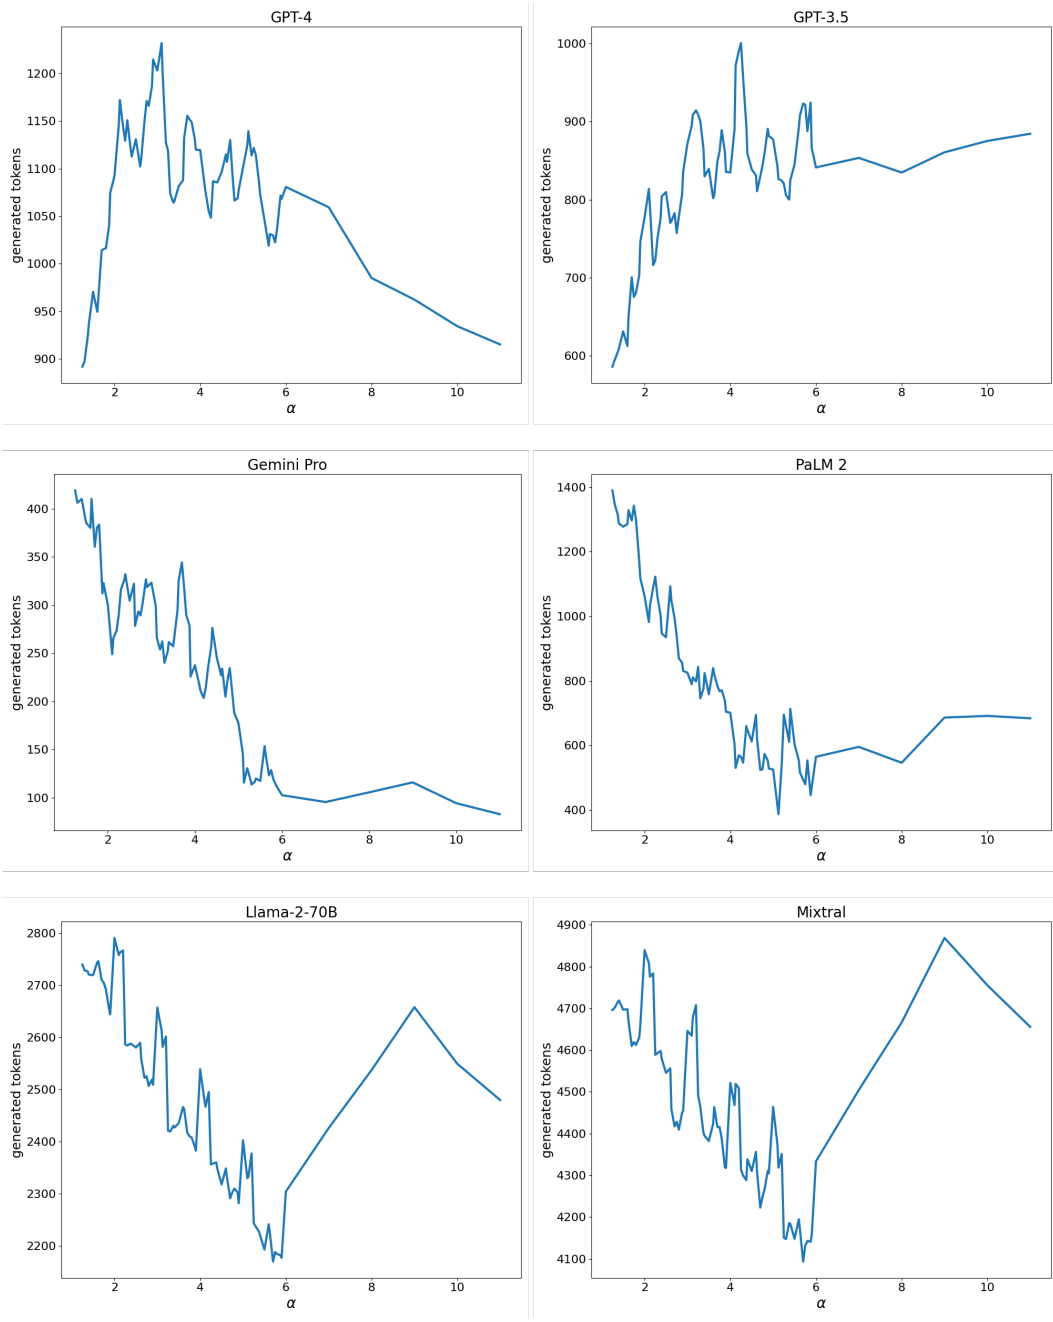 GPT-4
generated tokens
1200
1150
1100
1050
1000
950
900
2 4 6 8 10
α
GPT-3.5
generated tokens
1000
900
800
700
600
2 4 6 8 10
α
Gemini Pro
generated tokens
400
350
300
250
200
150
100
2 4 6 8 10
α
PaLM 2
generated tokens
1400
1200
1000
800
600
400
2 4 6 8 10
α
Llama-2-70B
generated tokens
2800
2700
2600
2500
2400
2300
2200
2 4 6 8 10
α
Mixtral
generated tokens
4900
4800
4700
4600
4500
4400
4300
4200
4100
2 4 6 8 10
α